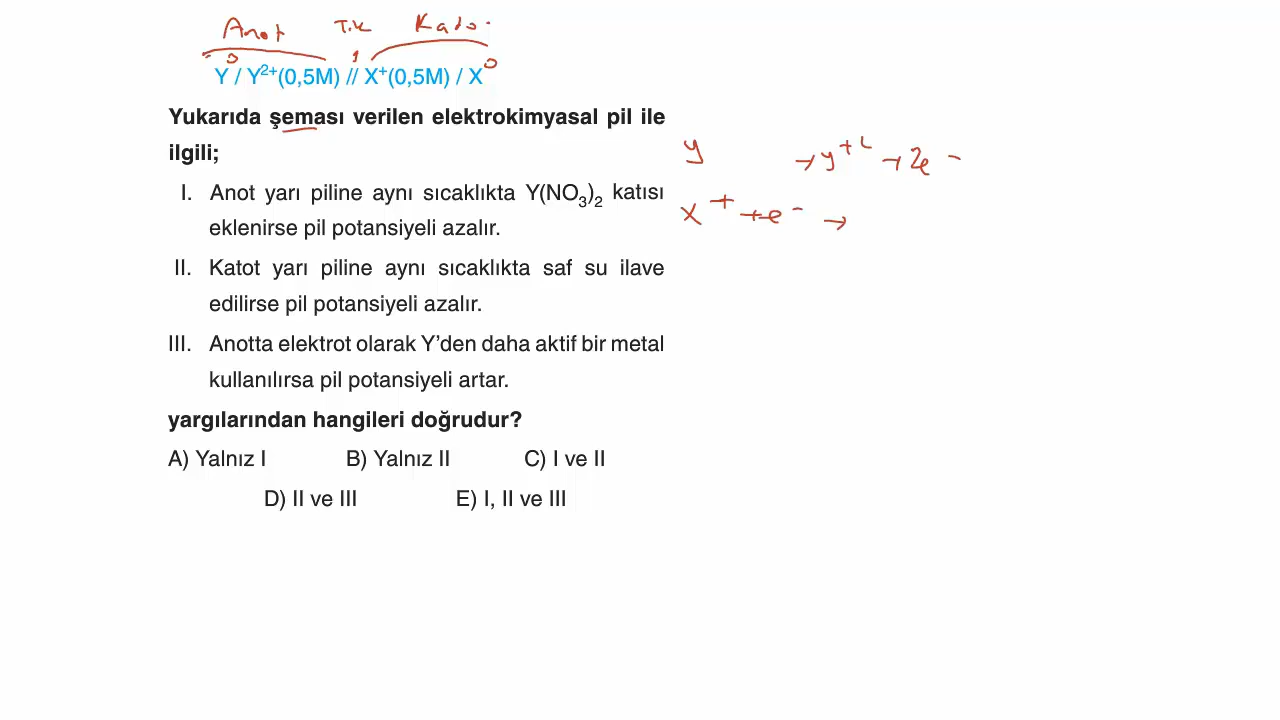 Anot T.K Kato
0 1 0
Y / Y²⁺(0,5M) // X⁺(0,5M) / X
Yukarıda şeması verilen elektrokimyasal pil ile
ilgili;
I. Anot yarı piline aynı sıcaklıkta Y(NO₃)₂ katısı
eklenirse pil potansiyeli azalır.
II. Katot yarı piline aynı sıcaklıkta saf su ilave
edilirse pil potansiyeli azalır.
III. Anotta elektrot olarak Y’den daha aktif bir metal
kullanılırsa pil potansiyeli artar.
yargılarından hangileri doğrudur?
A) Yalnız I B) Yalnız II C) I ve II
D) II ve III E) I, II ve III
y → y⁺² + 2e⁻
X⁺ + e⁻ →